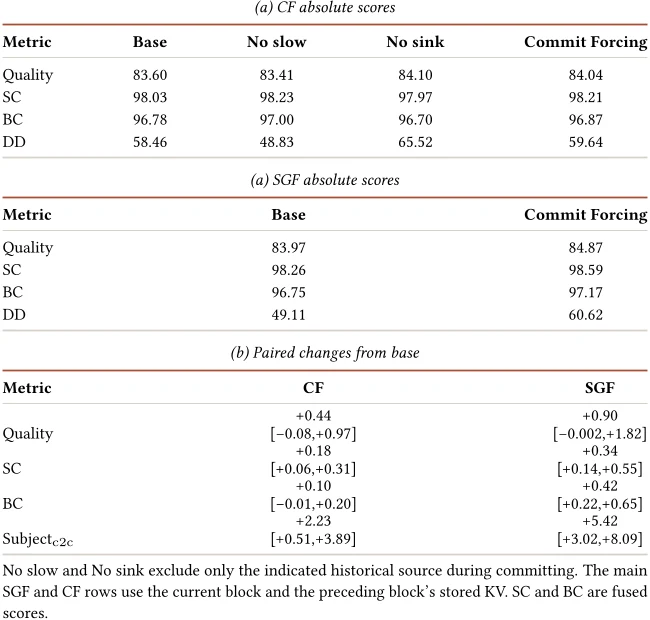 (a) CF absolute scores
Metric Base No slow No sink Commit Forcing
Quality 83.60 83.41 84.10 84.04
SC 98.03 98.23 97.97 98.21
BC 96.78 97.00 96.70 96.87
DD 58.46 48.83 65.52 59.64
(a) SGF absolute scores
Metric Base Commit Forcing
Quality 83.97 84.87
SC 98.26 98.59
BC 96.75 97.17
DD 49.11 60.62
(b) Paired changes from base
Metric CF SGF
+0.44 +0.90
Quality [−0.08,+0.97] [−0.002,+1.82]
+0.18 +0.34
SC [+0.06,+0.31] [+0.14,+0.55]
+0.10 +0.42
BC [−0.01,+0.20] [+0.22,+0.65]
+2.23 +5.42
Subjectc2c [+0.51,+3.89] [+3.02,+8.09]
No slow and No sink exclude only the indicated historical source during committing. The main
SGF and CF rows use the current block and the preceding block's stored KV. SC and BC are fused
scores.